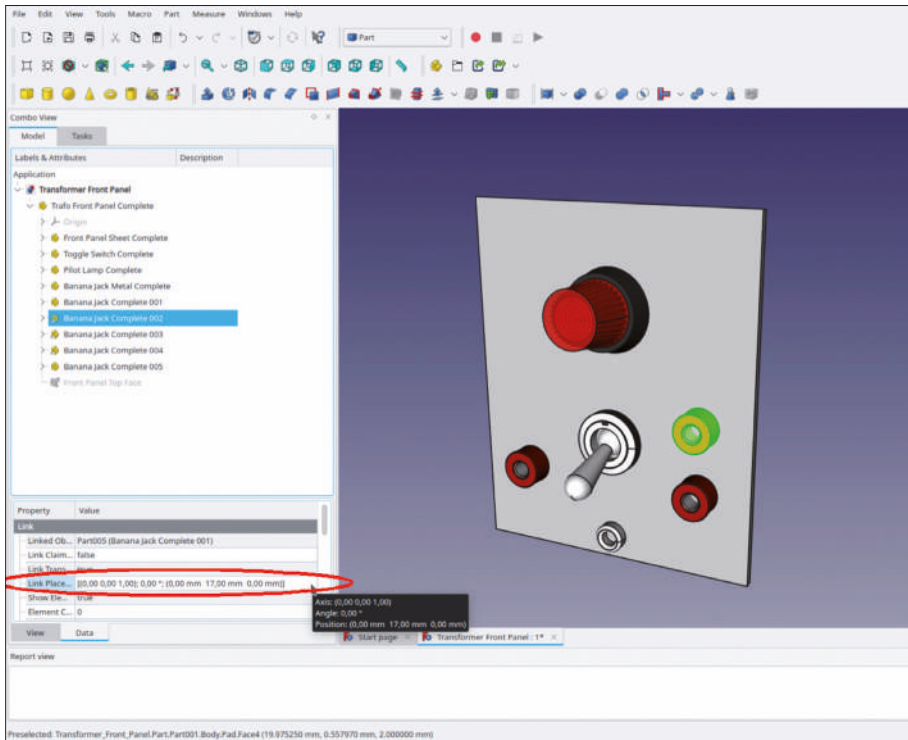 File Edit View Tools Macro Part Measure Windows Help
Part
Combo View
Model Tasks
Labels & Attributes Description
Application
Transformer Front Panel
Trafo Front Panel Complete
Origin
Front Panel Sheet Complete
Toggle Switch Complete
Pilot Lamp Complete
Banana Jack Metal Complete
Banana Jack Complete 001
Banana Jack Complete 002
Banana Jack Complete 003
Banana Jack Complete 004
Banana Jack Complete 005
Front Panel Top Face
Property Value
Link
Linked Ob... Part005 (Banana Jack Complete 001)
Link Claim... false
Link Trans... true
Link Place... [(0,00 0,00 1,00); 0,00 °; (0,00 mm 17,00 mm 0,00 mm)]
Show Ele... true
Element C... 0
Axis: (0,00 0,00 1,00)
Angle: 0,00 °
Position: (0,00 mm 17,00 mm 0,00 mm)
View Data
Start page Transformer Front Panel : 1*
Report view
Preselected: Transformer_Front_Panel.Part.Part001.Body.Pad.Face4 (19.975250 mm, 0.557970 mm, 2.000000 mm)